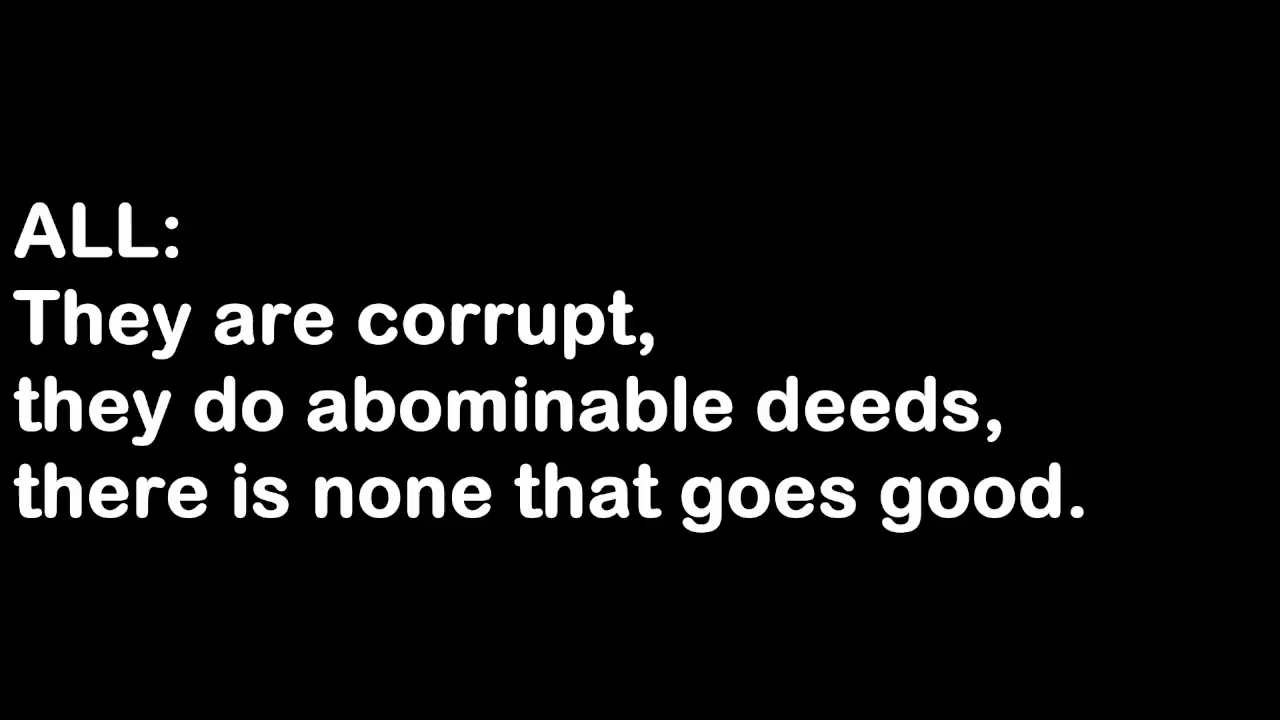 ALL:
They are corrupt,
they do abominable deeds,
there is none that goes good.